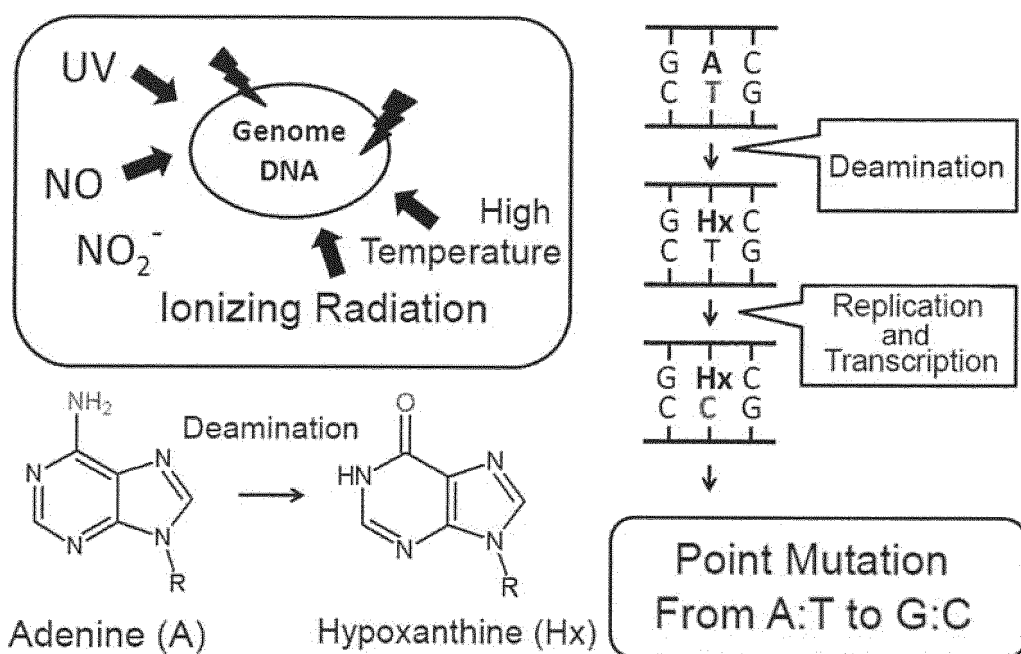 UV
NO
NO₂⁻
Genome
DNA
High
Temperature
Ionizing Radiation
NH₂
N
N
N
N
R
Adenine (A)
Deamination
O
HN
N
N
N
R
Hypoxanthine (Hx)
G A C
C T G
Deamination
G Hx C
C T G
Replication
and
Transcription
G Hx C
C C G
Point Mutation
From A:T to G:C